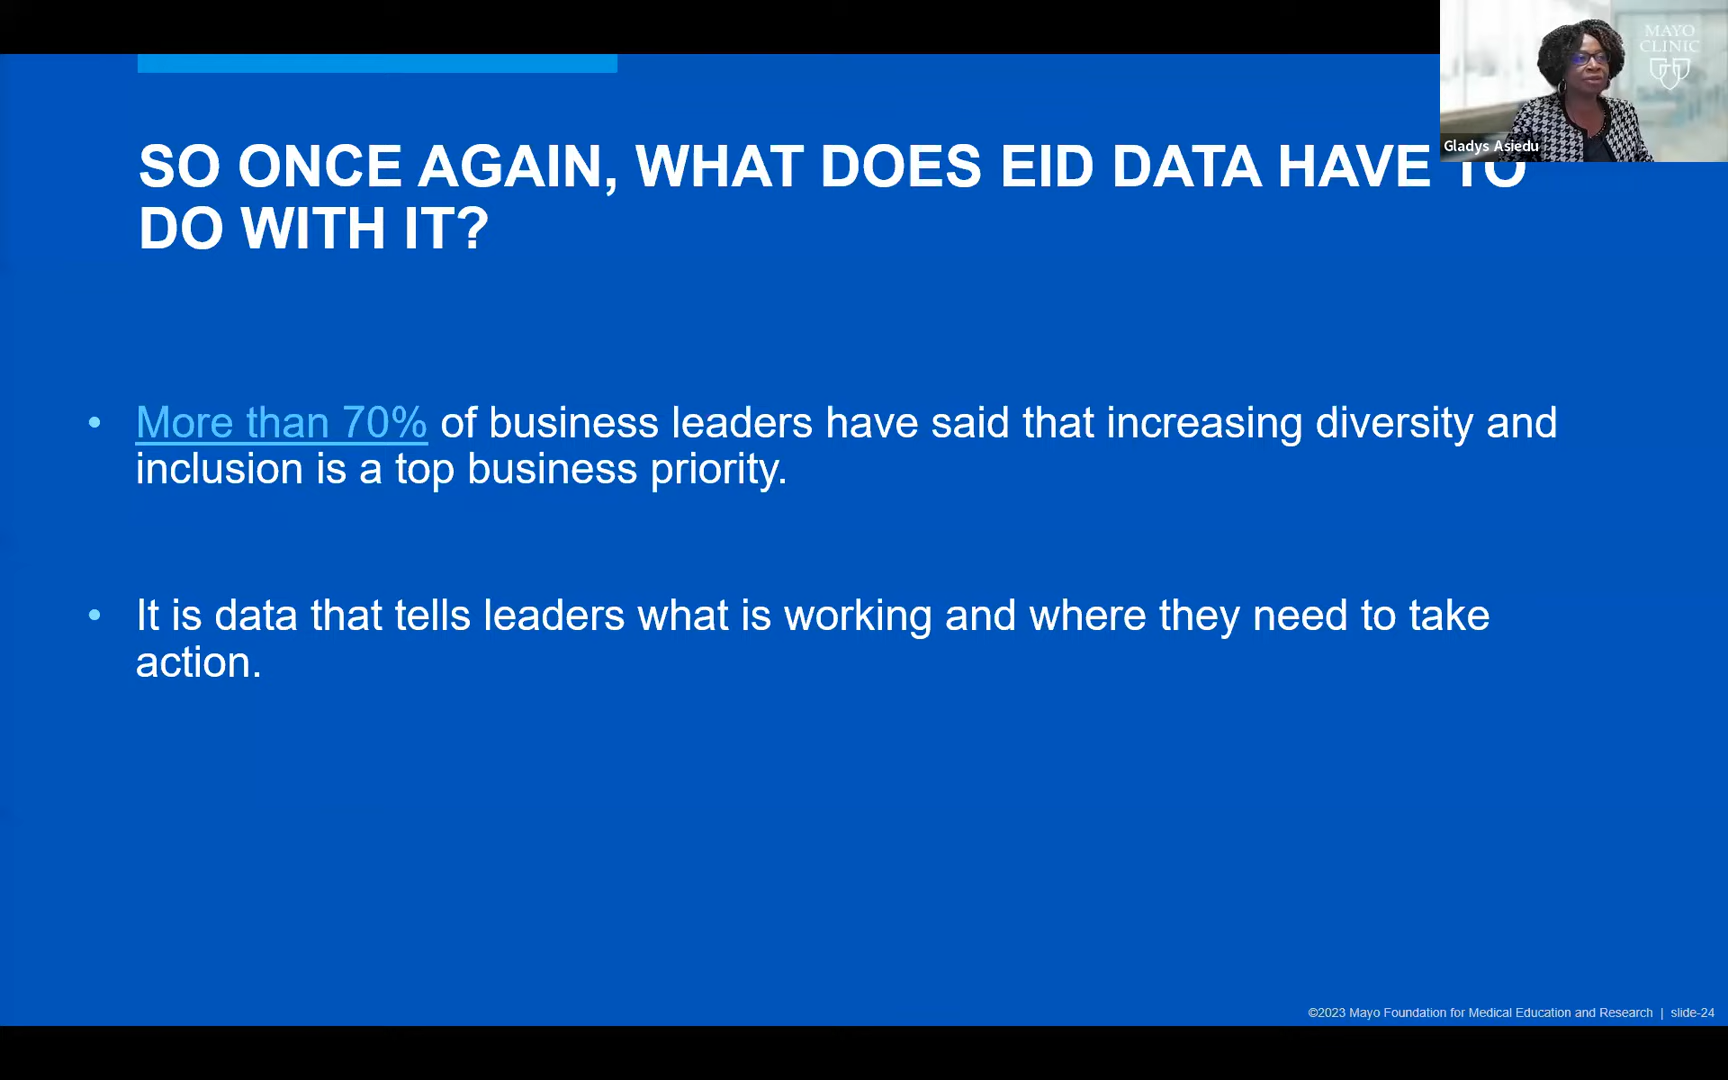 MAYO
CLINIC
Gladys Asiedu
SO ONCE AGAIN, WHAT DOES EID DATA HAVE TO
DO WITH IT?
• More than 70% of business leaders have said that increasing diversity and
inclusion is a top business priority.
• It is data that tells leaders what is working and where they need to take
action.
©2023 Mayo Foundation for Medical Education and Research | slide-24